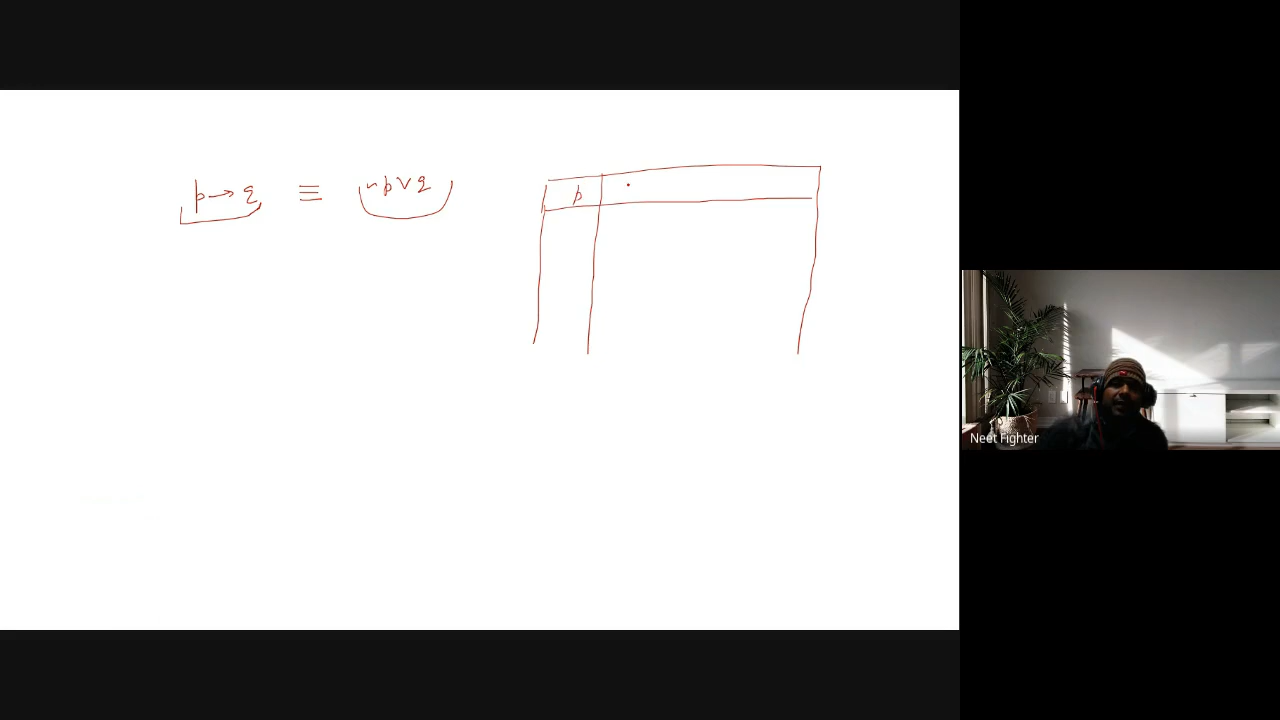 p → q ≡ ~p ∨ q
p
Neet Fighter